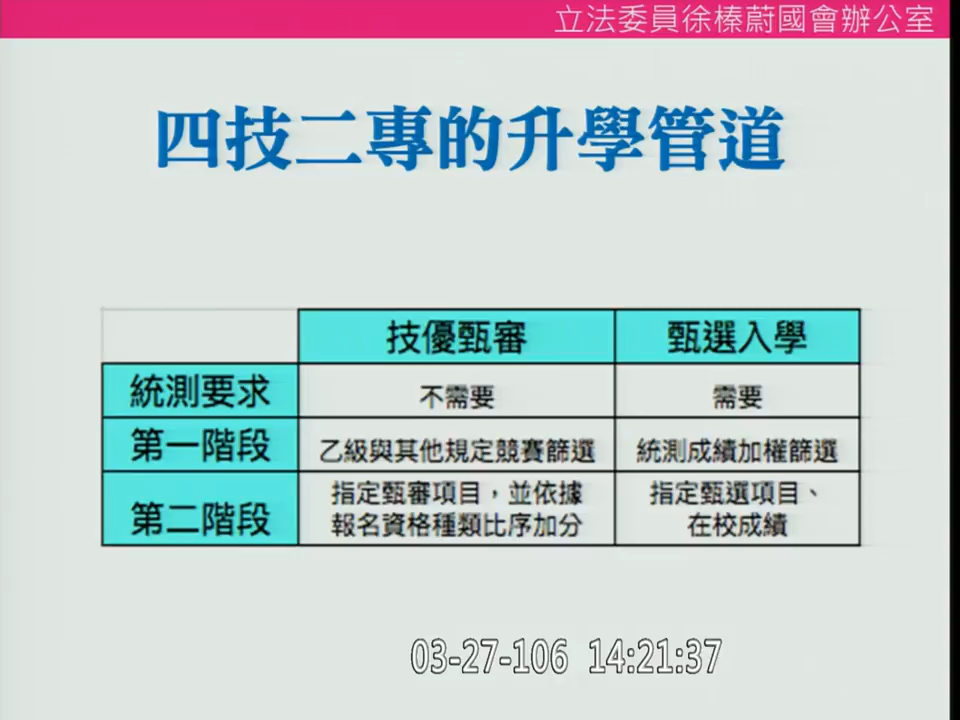 立法委員徐榛蔚國會辦公室
四技二專的升學管道
技優甄審 甄選入學
統測要求 不需要 需要
第一階段 乙級與其他規定競賽篩選 統測成績加權篩選
第二階段 指定甄審項目，並依據 指定甄選項目、
報名資格種類比序加分 在校成績
03-27-106 14:21:37